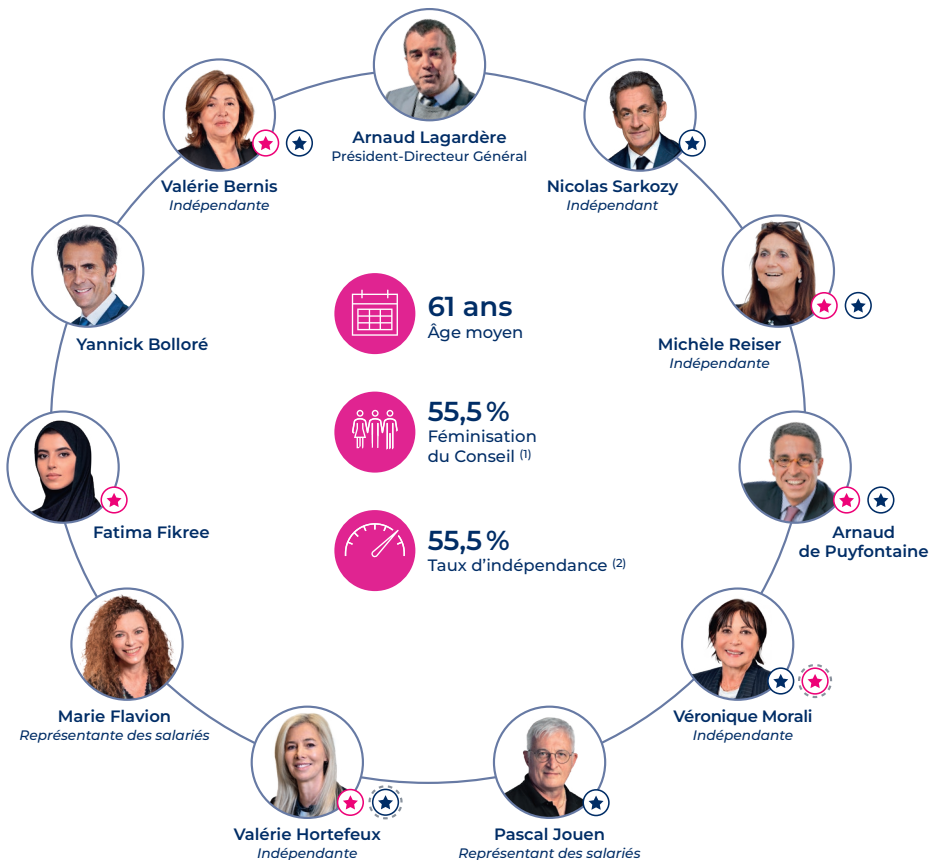 Arnaud Lagardère
Président-Directeur Général
Valérie Bernis
Indépendante
Nicolas Sarkozy
Indépendant
Yannick Bolloré
Michèle Reiser
Indépendante
61 ans
Âge moyen
55,5 %
Féminisation
du Conseil (1)
55,5 %
Taux d’indépendance (2)
Fatima Fikree
Arnaud
de Puyfontaine
Marie Flavion
Représentante des salariés
Véronique Morali
Indépendante
Valérie Hortefeux
Indépendante
Pascal Jouen
Représentant des salariés